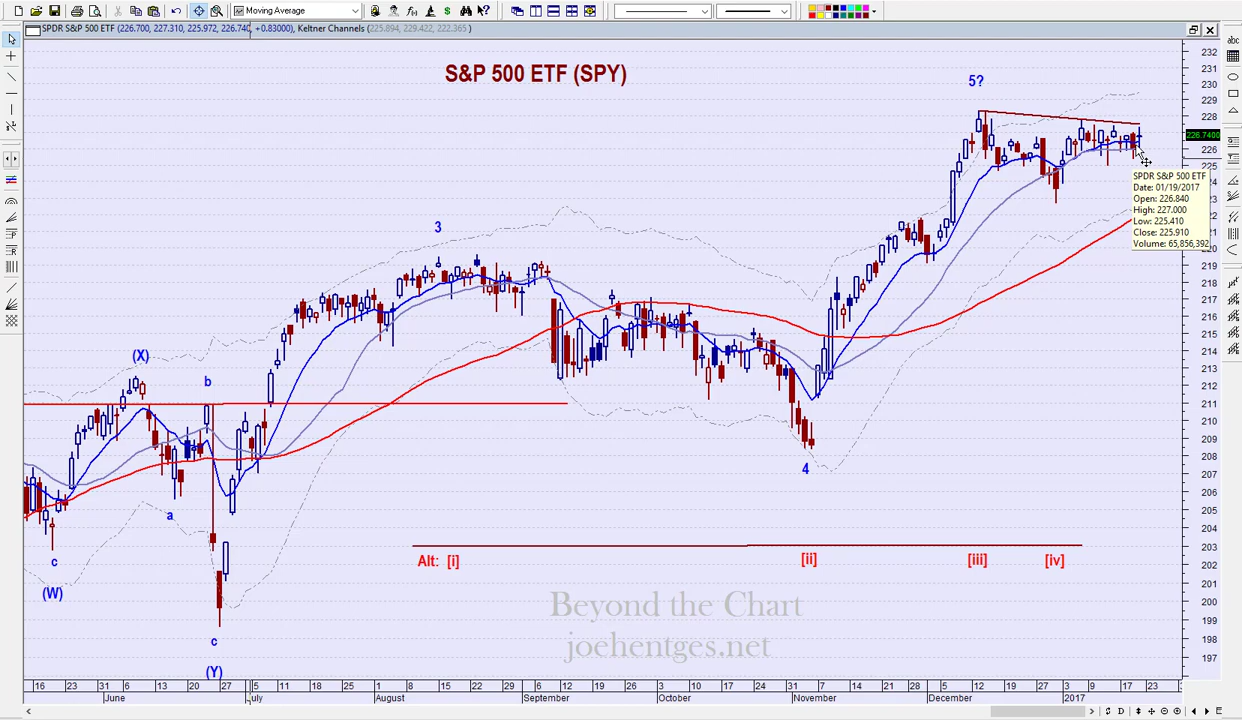 Moving Average
SPDR S&P 500 ETF (226.700, 227.310, 225.972, 226.740, +0.83000), Keltner Channels (225.894, 229.422, 222.365 )
S&P 500 ETF (SPY)
5?
3
(X)
b
a
c
(W)
c
(Y)
4
Alt: [i]
[ii]
[iii]
[iv]
Beyond the Chart
joehentges.net
SPDR S&P 500 ETF
Date: 01/19/2017
Open: 226.840
High: 227.000
Low: 225.410
Close: 225.910
Volume: 65,856,392
abc
232
231
230
229
228
226.7400
226
225
224
223
222
221
220
219
218
217
216
215
214
213
212
211
210
209
208
207
206
205
204
203
202
201
200
199
198
197
16 23 31 6 13 20 27 5 11 18 25 1 8 15 22 29 6 12 19 26 3 10 17 24 31 7 14 21 28 5 12 19 27 3 9 17 23
June July August September October November December 2017